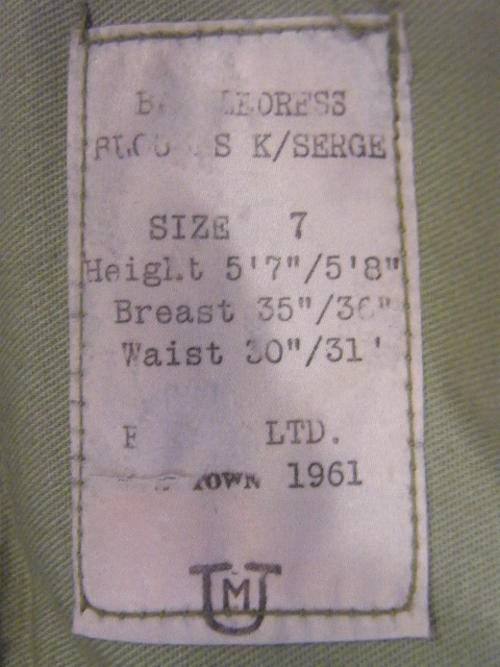 S K/SERGE
SIZE 7
Height 5'7"/5'8"
Breast 35"/36"
Waist 30"/31'
LTD.
1961
U
M